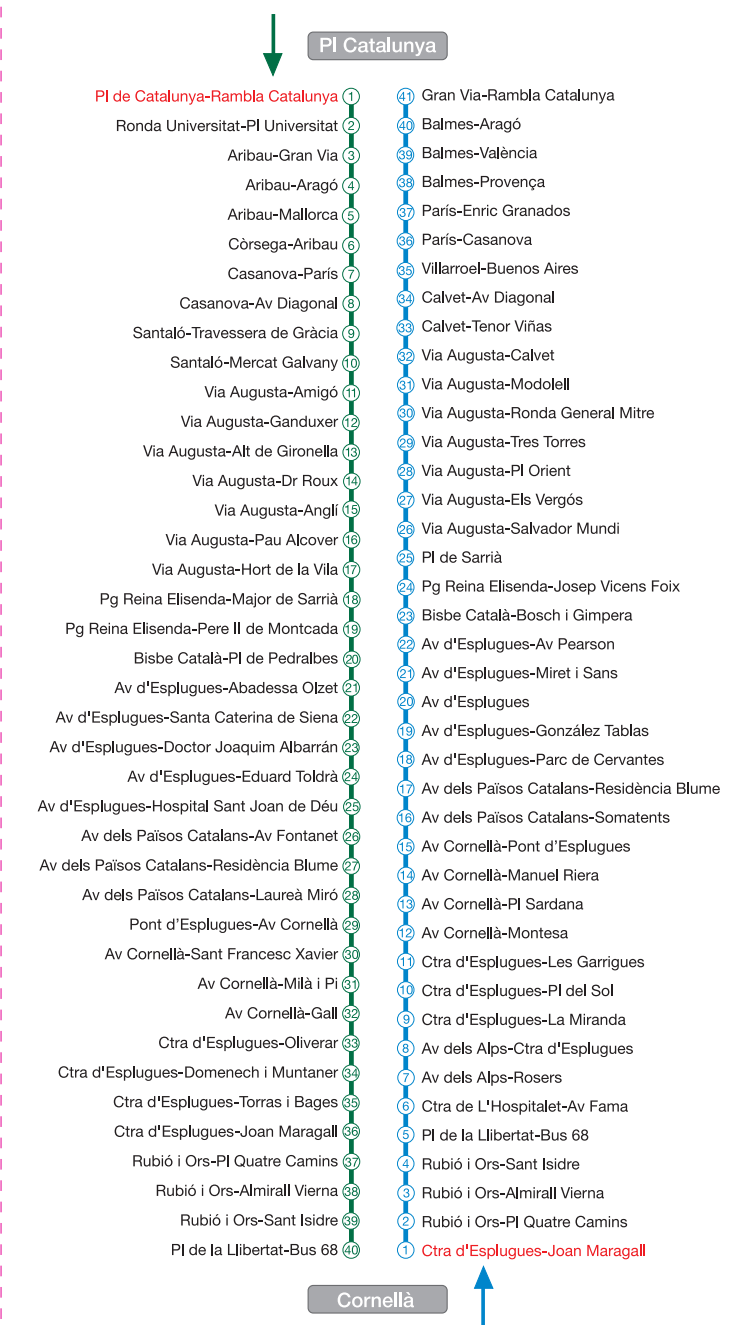 Pl Catalunya
Pl de Catalunya-Rambla Catalunya 1
Ronda Universitat-Pl Universitat 2
Aribau-Gran Via 3
Aribau-Aragó 4
Aribau-Mallorca 5
Còrsega-Aribau 6
Casanova-París 7
Casanova-Av Diagonal 8
Santaló-Travessera de Gràcia 9
Santaló-Mercat Galvany 10
Via Augusta-Amigó 11
Via Augusta-Ganduxer 12
Via Augusta-Alt de Gironella 13
Via Augusta-Dr Roux 14
Via Augusta-Anglí 15
Via Augusta-Pau Alcover 16
Via Augusta-Hort de la Vila 17
Pg Reina Elisenda-Major de Sarrià 18
Pg Reina Elisenda-Pere II de Montcada 19
Bisbe Català-Pl de Pedralbes 20
Av d'Esplugues-Abadessa Olzet 21
Av d'Esplugues-Santa Caterina de Siena 22
Av d'Esplugues-Doctor Joaquim Albarrán 23
Av d'Esplugues-Eduard Toldrà 24
Av d'Esplugues-Hospital Sant Joan de Déu 25
Av dels Països Catalans-Av Fontanet 26
Av dels Països Catalans-Residència Blume 27
Av dels Països Catalans-Laureà Miró 28
Pont d’Esplugues-Av Cornellà 29
Av Cornellà-Sant Francesc Xavier 30
Av Cornellà-Milà i Pi 31
Av Cornellà-Gall 32
Ctra d'Esplugues-Oliverar 33
Ctra d'Esplugues-Domenech i Muntaner 34
Ctra d'Esplugues-Torras i Bages 35
Ctra d'Esplugues-Joan Maragall 36
Rubió i Ors-Pl Quatre Camins 37
Rubió i Ors-Almirall Vierna 38
Rubió i Ors-Sant Isidre 39
Pl de la Llibertat-Bus 68 40
41 Gran Via-Rambla Catalunya
40 Balmes-Aragó
39 Balmes-València
38 Balmes-Provença
37 París-Enric Granados
36 París-Casanova
35 Villarroel-Buenos Aires
34 Calvet-Av Diagonal
33 Calvet-Tenor Viñas
32 Via Augusta-Calvet
31 Via Augusta-Modolell
30 Via Augusta-Ronda General Mitre
29 Via Augusta-Tres Torres
28 Via Augusta-Pl Orient
27 Via Augusta-Els Vergós
26 Via Augusta-Salvador Mundi
25 Pl de Sarrià
24 Pg Reina Elisenda-Josep Vicens Foix
23 Bisbe Català-Bosch i Gimpera
22 Av d'Esplugues-Av Pearson
21 Av d'Esplugues-Miret i Sans
20 Av d'Esplugues
19 Av d'Esplugues-González Tablas
18 Av d'Esplugues-Parc de Cervantes
17 Av dels Països Catalans-Residència Blume
16 Av dels Països Catalans-Somatents
15 Av Cornellà-Pont d’Esplugues
14 Av Cornellà-Manuel Riera
13 Av Cornellà-Pl Sardana
12 Av Cornellà-Montesa
11 Ctra d'Esplugues-Les Garrigues
10 Ctra d'Esplugues-Pl del Sol
9 Ctra d'Esplugues-La Miranda
8 Av dels Alps-Ctra d'Esplugues
7 Av dels Alps-Rosers
6 Ctra de L'Hospitalet-Av Fama
5 Pl de la Llibertat-Bus 68
4 Rubió i Ors-Sant Isidre
3 Rubió i Ors-Almirall Vierna
2 Rubió i Ors-Pl Quatre Camins
1 Ctra d'Esplugues-Joan Maragall
Cornellà